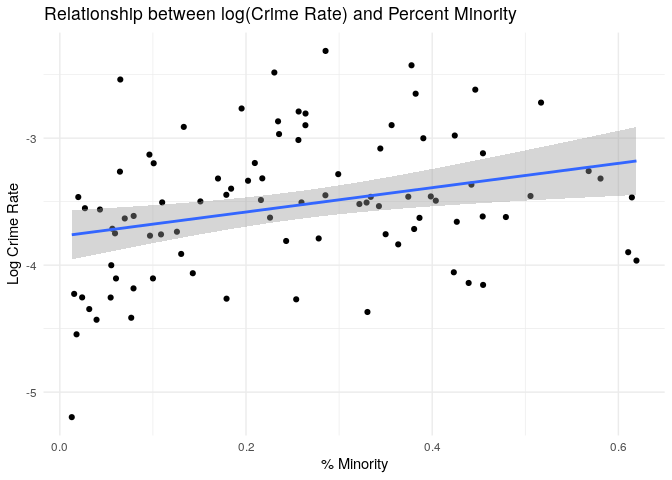 Relationship between log(Crime Rate) and Percent Minority
Log Crime Rate
-3
-4
-5
0.0
0.2
0.4
0.6
% Minority